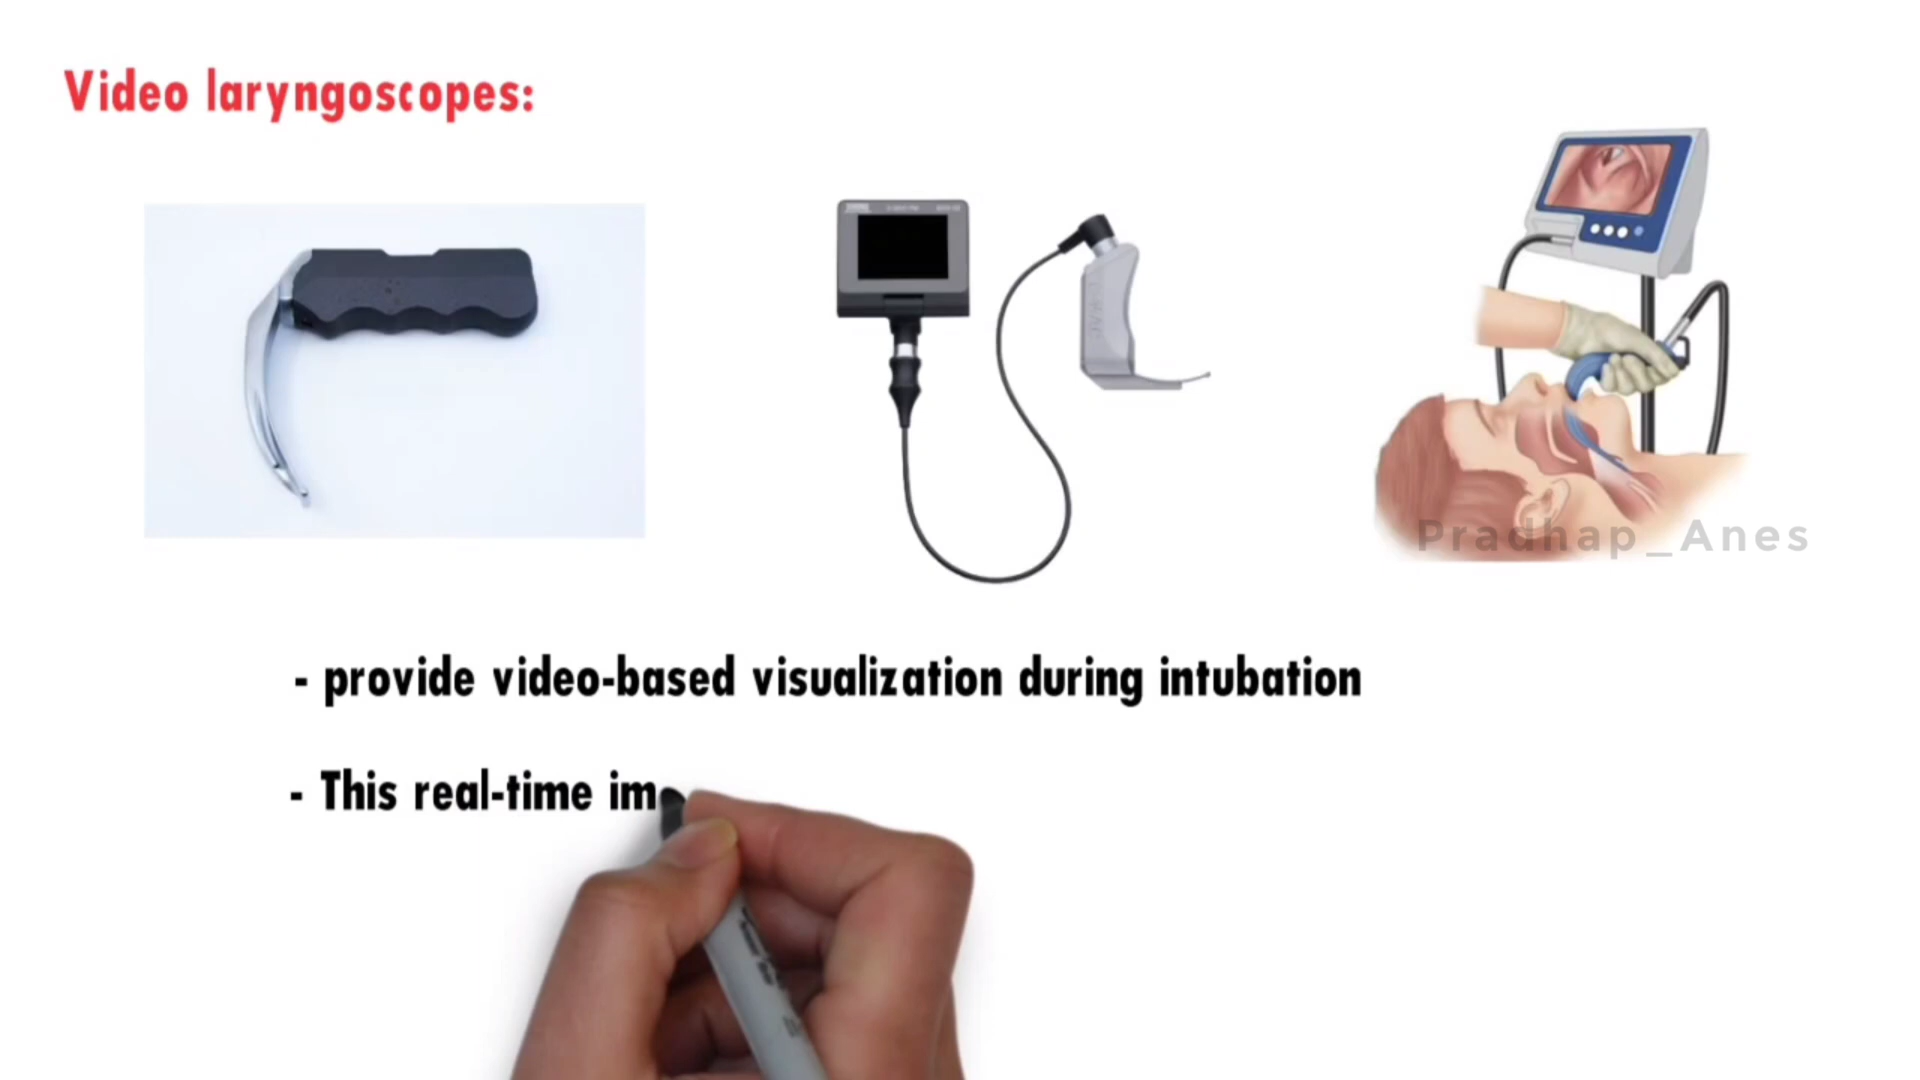 Video laryngoscopes:
Pradhap_Anes
- provide video-based visualization during intubation
- This real-time im